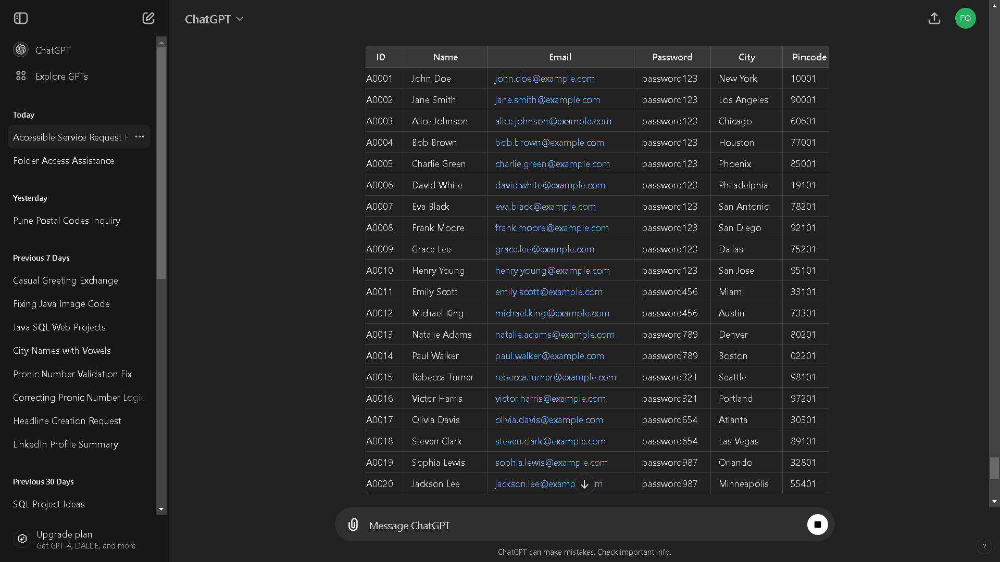 ChatGPT
FO
ChatGPT
Explore GPTs
Today
Accessible Service Request P
Folder Access Assistance
Yesterday
Pune Postal Codes Inquiry
Previous 7 Days
Casual Greeting Exchange
Fixing Java Image Code
Java SQL Web Projects
City Names with Vowels
Pronic Number Validation Fix
Correcting Pronic Number Logic
Headline Creation Request
LinkedIn Profile Summary
Previous 30 Days
SQL Project Ideas
Upgrade plan
Get GPT-4, DALL·E, and more
ID Name Email Password City Pincode
A0001 John Doe john.doe@example.com password123 New York 10001
A0002 Jane Smith jane.smith@example.com password123 Los Angeles 90001
A0003 Alice Johnson alice.johnson@example.com password123 Chicago 60601
A0004 Bob Brown bob.brown@example.com password123 Houston 77001
A0005 Charlie Green charlie.green@example.com password123 Phoenix 85001
A0006 David White david.white@example.com password123 Philadelphia 19101
A0007 Eva Black eva.black@example.com password123 San Antonio 78201
A0008 Frank Moore frank.moore@example.com password123 San Diego 92101
A0009 Grace Lee grace.lee@example.com password123 Dallas 75201
A0010 Henry Young henry.young@example.com password123 San Jose 95101
A0011 Emily Scott emily.scott@example.com password456 Miami 33101
A0012 Michael King michael.king@example.com password456 Austin 73301
A0013 Natalie Adams natalie.adams@example.com password789 Denver 80201
A0014 Paul Walker paul.walker@example.com password789 Boston 02201
A0015 Rebecca Turner rebecca.turner@example.com password321 Seattle 98101
A0016 Victor Harris victor.harris@example.com password321 Portland 97201
A0017 Olivia Davis olivia.davis@example.com password654 Atlanta 30301
A0018 Steven Clark steven.clark@example.com password654 Las Vegas 89101
A0019 Sophia Lewis sophia.lewis@example.com password987 Orlando 32801
A0020 Jackson Lee jackson.lee@examp m password987 Minneapolis 55401
Message ChatGPT
ChatGPT can make mistakes. Check important info.
?